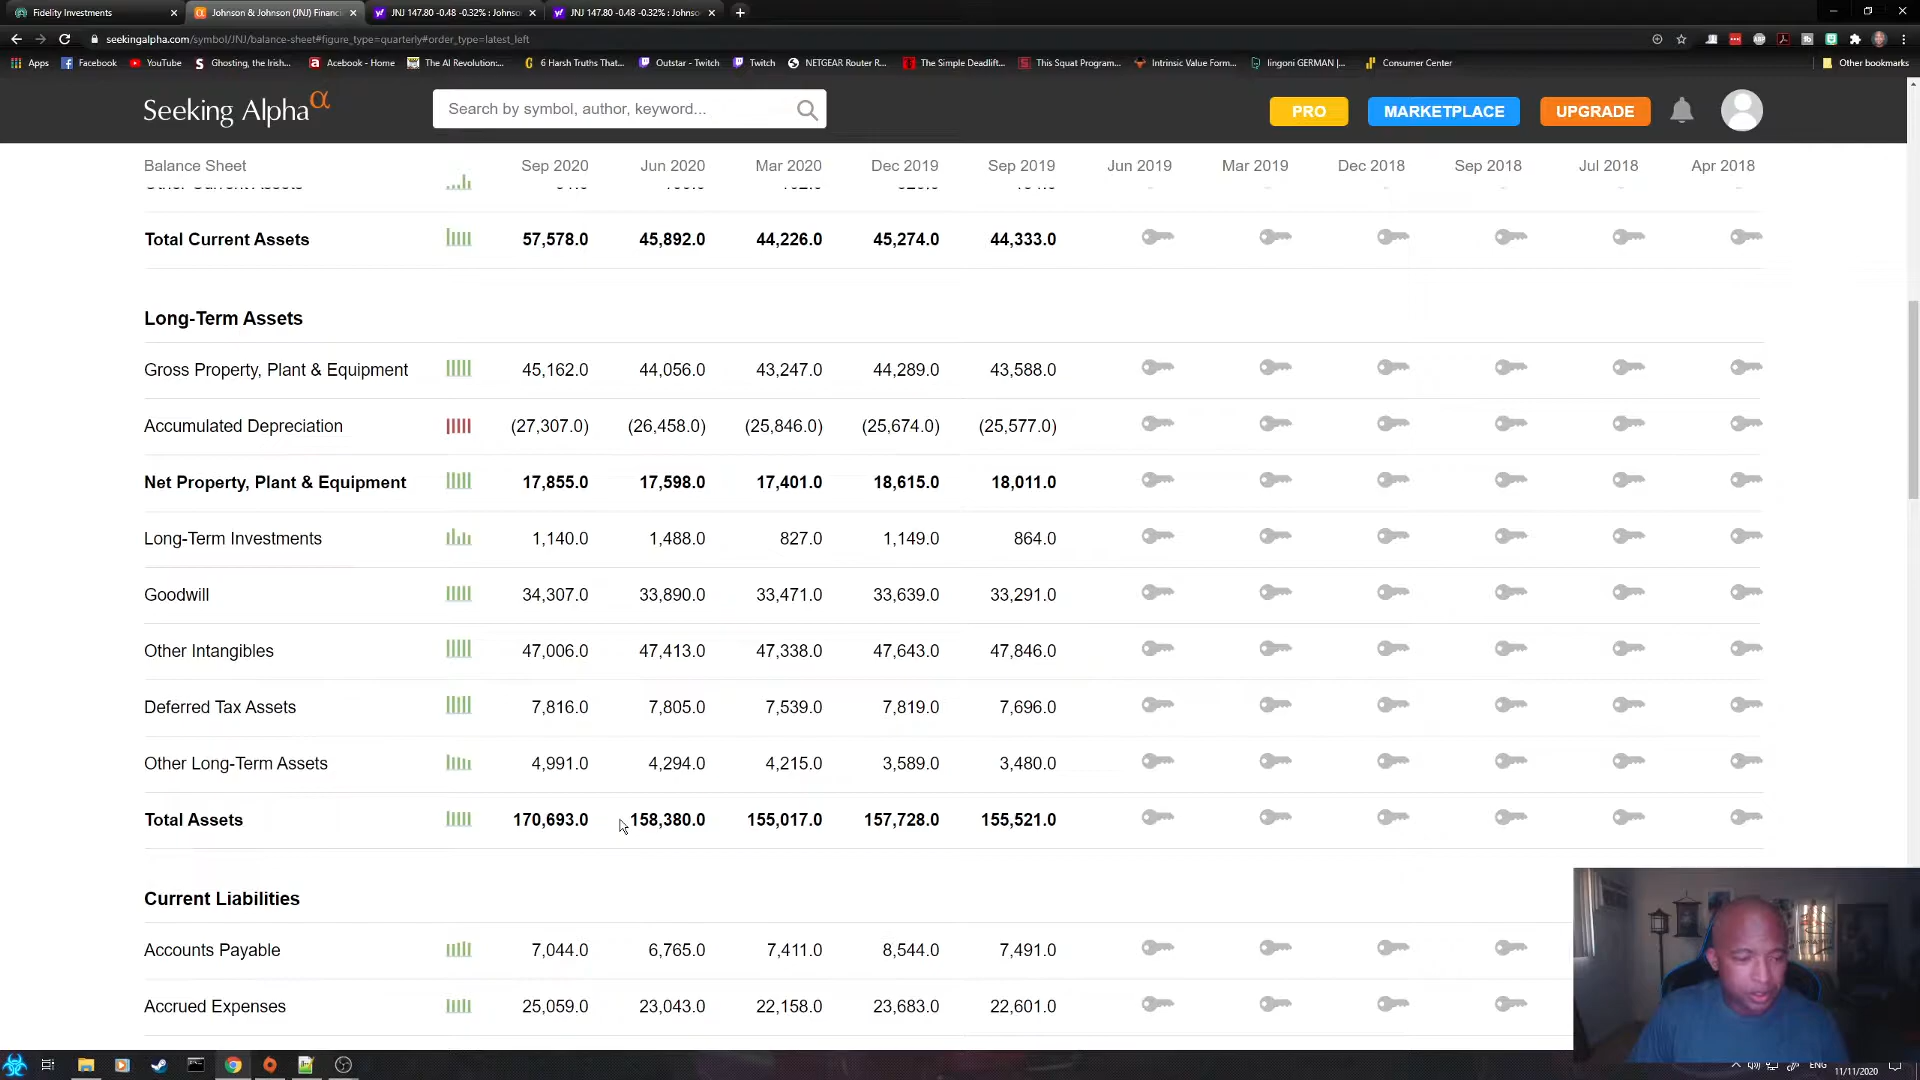 Fidelity Investments
Johnson & Johnson (JNJ) Financi
JNJ 147.80 -0.48 -0.32% : Johnso
JNJ 147.80 -0.48 -0.32% : Johnso
seekingalpha.com/symbol/JNJ/balance-sheet#figure_type=quarterly#order_type=latest_left
Apps Facebook YouTube Ghosting, the Irish... Acebook - Home The AI Revolution:... 6 Harsh Truths That... Outstar - Twitch Twitch NETGEAR Router R... The Simple Deadlift... This Squat Program... Intrinsic Value Form... lingoni GERMAN |... Consumer Center Other bookmarks
Seeking Alpha α Search by symbol, author, keyword... PRO MARKETPLACE UPGRADE
Balance Sheet Sep 2020 Jun 2020 Mar 2020 Dec 2019 Sep 2019 Jun 2019 Mar 2019 Dec 2018 Sep 2018 Jul 2018 Apr 2018
Total Current Assets 57,578.0 45,892.0 44,226.0 45,274.0 44,333.0
Long-Term Assets
Gross Property, Plant & Equipment 45,162.0 44,056.0 43,247.0 44,289.0 43,588.0
Accumulated Depreciation (27,307.0) (26,458.0) (25,846.0) (25,674.0) (25,577.0)
Net Property, Plant & Equipment 17,855.0 17,598.0 17,401.0 18,615.0 18,011.0
Long-Term Investments 1,140.0 1,488.0 827.0 1,149.0 864.0
Goodwill 34,307.0 33,890.0 33,471.0 33,639.0 33,291.0
Other Intangibles 47,006.0 47,413.0 47,338.0 47,643.0 47,846.0
Deferred Tax Assets 7,816.0 7,805.0 7,539.0 7,819.0 7,696.0
Other Long-Term Assets 4,991.0 4,294.0 4,215.0 3,589.0 3,480.0
Total Assets 170,693.0 158,380.0 155,017.0 157,728.0 155,521.0
Current Liabilities
Accounts Payable 7,044.0 6,765.0 7,411.0 8,544.0 7,491.0
Accrued Expenses 25,059.0 23,043.0 22,158.0 23,683.0 22,601.0
ENG
11/11/2020